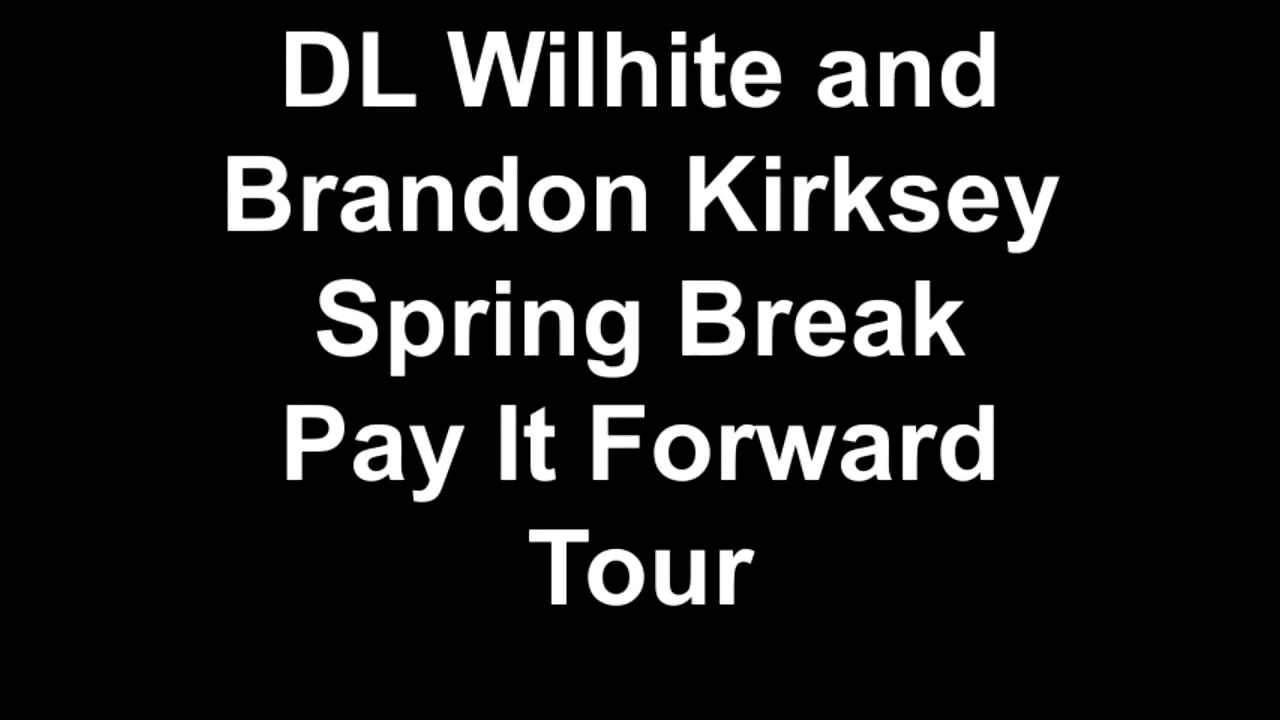 DL Wilhite and
Brandon Kirksey
Spring Break
Pay It Forward
Tour